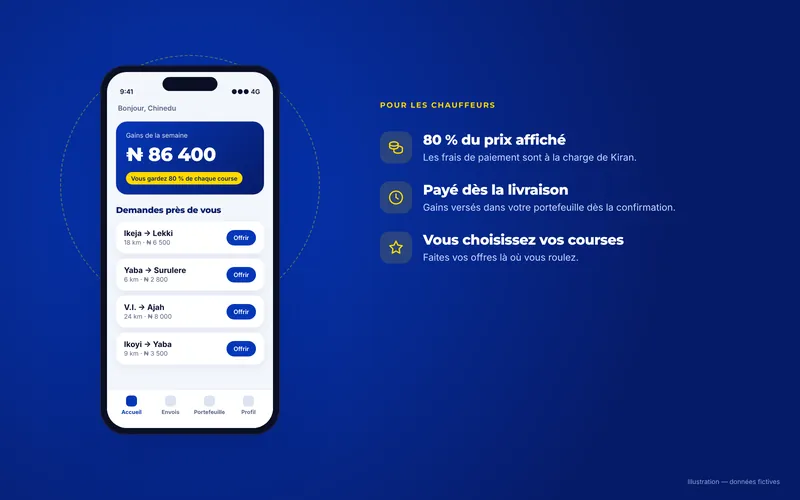 9:41
4G
Bonjour, Chinedu
Gains de la semaine
₦ 86 400
Vous gardez 80 % de chaque course
Demandes près de vous
Ikeja → Lekki
18 km · ₦ 6 500
Offrir
Yaba → Surulere
6 km · ₦ 2 800
Offrir
V.I. → Ajah
24 km · ₦ 8 000
Offrir
Ikoyi → Yaba
9 km · ₦ 3 500
Offrir
Accueil
Envois
Portefeuille
Profil
POUR LES CHAUFFEURS
80 % du prix affiché
Les frais de paiement sont à la charge de Kiran.
Payé dès la livraison
Gains versés dans votre portefeuille dès la confirmation.
Vous choisissez vos courses
Faites vos offres là où vous roulez.
Illustration — données fictives